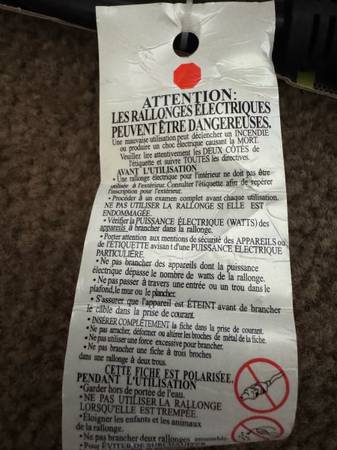 ATTENTION:
LES RALLONGES ÉLECTRIQUES
PEUVENT ÊTRE DANGEREUSES.
Une mauvaise utilisation peut déclencher un INCENDIE
ou produire un choc électrique causant la MORT.
Veuillez lire attentivement les DEUX CÔTÉS de
l'étiquette et suivre TOUTES les directives.
AVANT L'UTILISATION
• Une rallonge électrique pour l'intérieur ne doit pas être
utilisée à l'extérieur. Consulter l'étiquette afin de repérer
l'inscription pour l'extérieur.
• Procéder à un examen complet avant chaque utilisation.
NE PAS UTILISER LA RALLONGE SI ELLE EST
ENDOMMAGÉE.
• Vérifier la PUISSANCE ÉLECTRIQUE (WATTS) des
appareils à brancher dans la rallonge.
• Porter attention aux mentions de sécurité des APPAREILS ou
de l'ÉTIQUETTE avisant d'une PUISSANCE ÉLECTRIQUE
PARTICULIÈRE.
• Ne pas brancher des appareils dont la puissance
électrique dépasse le nombre de watts de la rallonge.
• Ne pas passer à travers une entrée ou un trou dans le
plafond, le mur ou le plancher.
• S'assurer que l'appareil est ÉTEINT avant de brancher
le câble dans la prise de courant.
• INSÉRER COMPLÈTEMENT la fiche dans la prise de courant.
• Ne pas arracher, déformer ou altérer les broches de métal de la fiche.
• Ne pas utiliser une force excessive pour brancher.
• Ne pas brancher une fiche à trois broches
dans une rallonge à deux trous.
CETTE FICHE EST POLARISÉE.
PENDANT L'UTILISATION
• Garder hors de portée de l'eau.
• NE PAS UTILISER LA RALLONGE
LORSQU'ELLE EST TREMPÉE.
• Éloigner les enfants et les animaux
de la rallonge.
• Ne pas brancher deux rallonges ensemble.
• Pour ÉVITER DE SURCHAUFFER